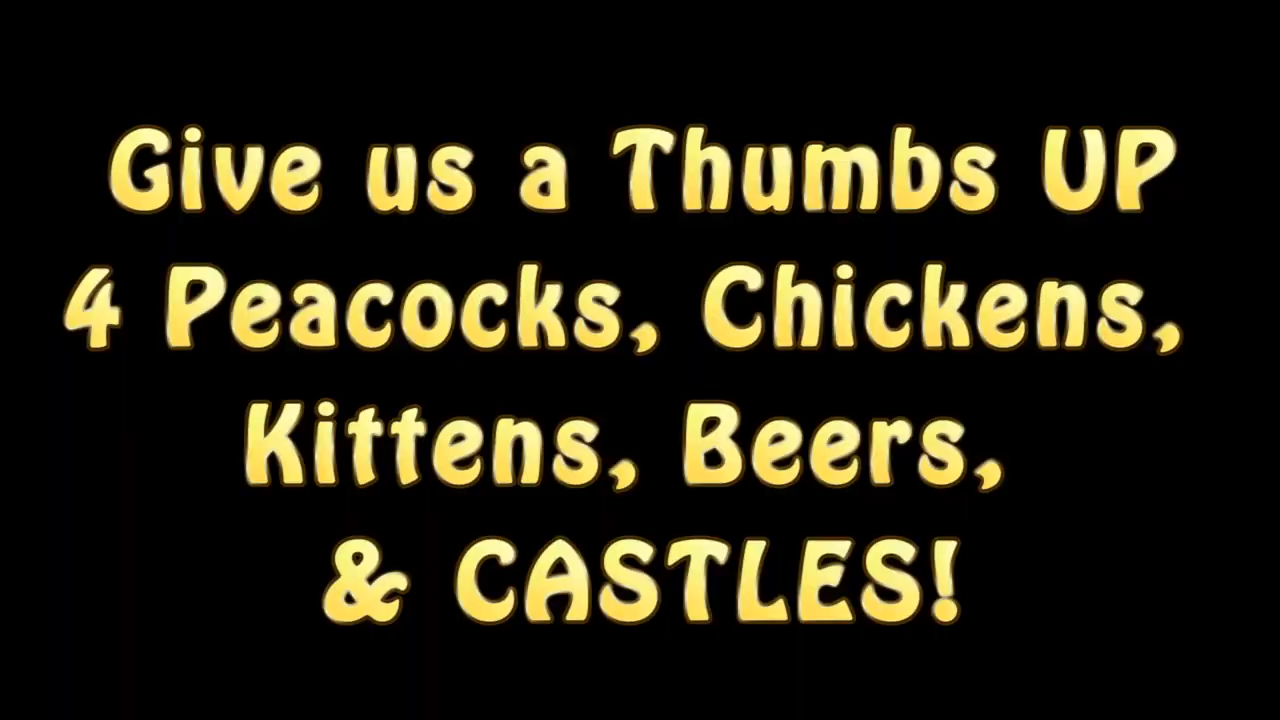 Give us a Thumbs UP
4 Peacocks, Chickens,
Kittens, Beers,
& CASTLES!